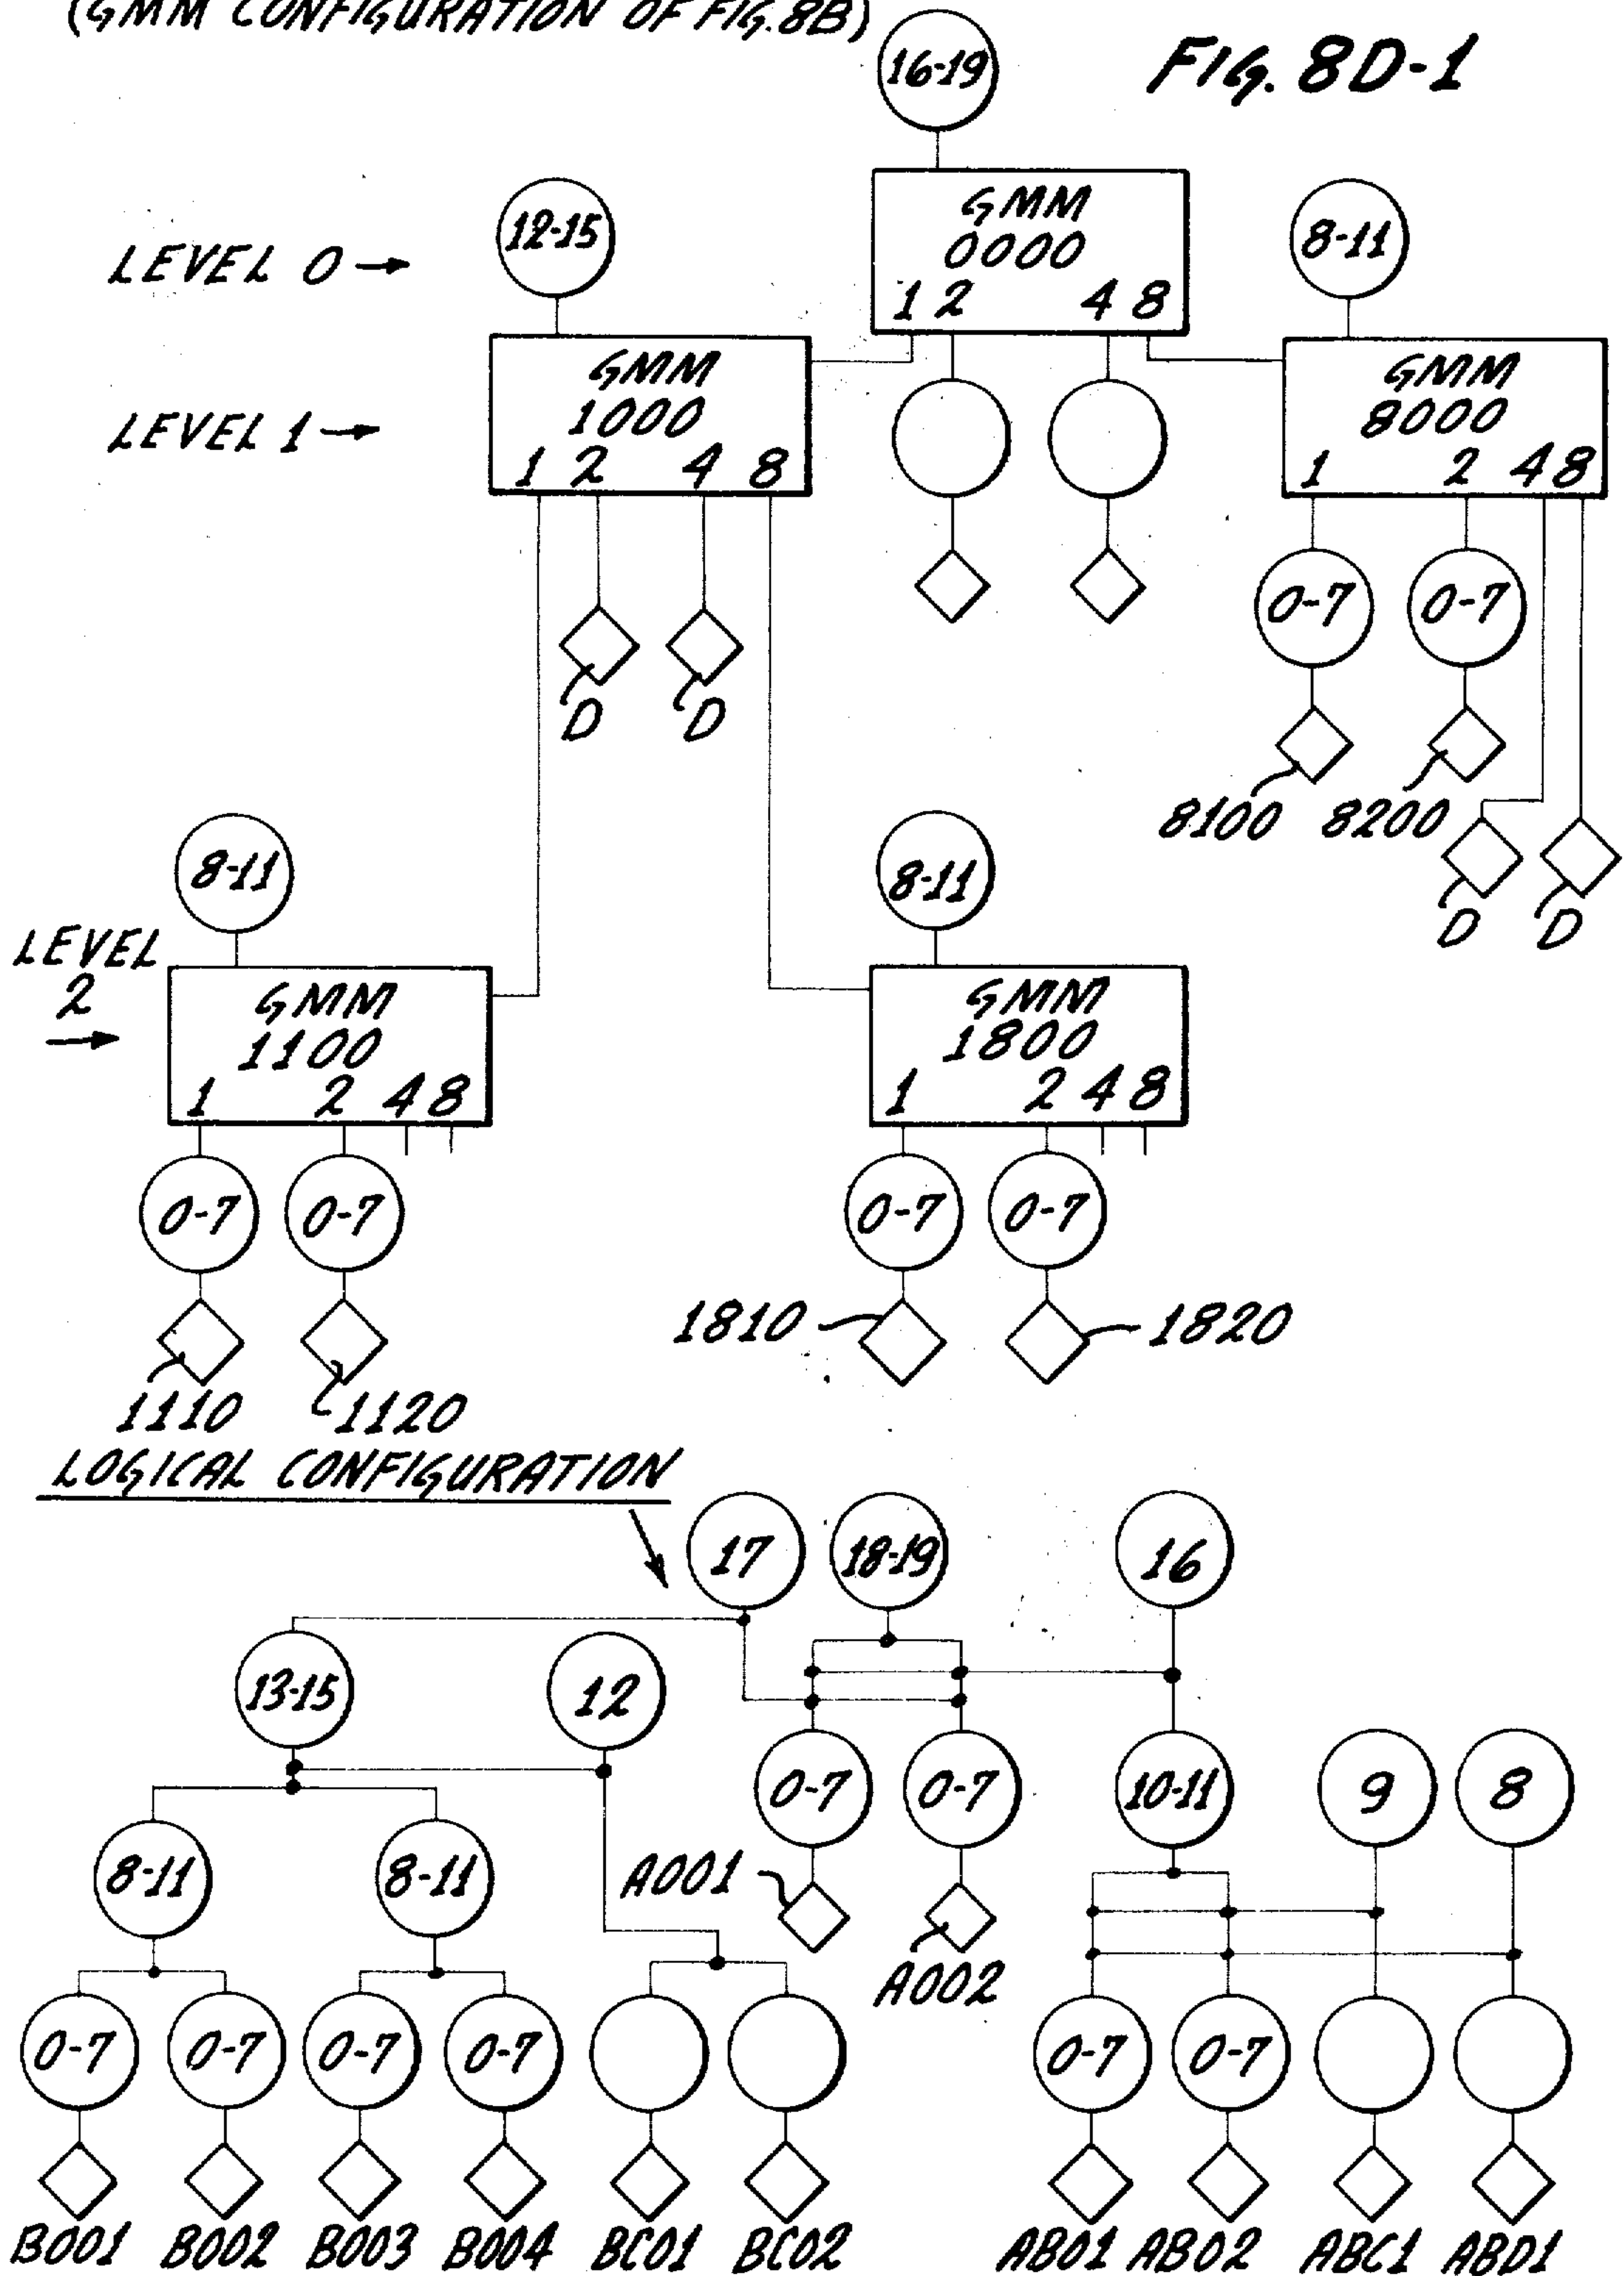 (GMM CONFIGURATION OF FIG.8B)
FIG. 8D-1
16-19
LEVEL 0
12-15
GMM
0000
1 2 4 8
8-11
LEVEL 1
GMM
1000
1 2 4 8
GMM
8000
1 2 4 8
0-7 0-7
D D
8100 8200
D D
8-11 8-11
LEVEL
2
GMM
1100
1 2 4 8
GMM
1800
1 2 4 8
0-7 0-7 0-7 0-7
1810 1820
1110 1120
LOGICAL CONFIGURATION
17 18-19 16
13-15 12
0-7 0-7 10-11 9 8
8-11 8-11 A001
A002
0-7 0-7 0-7 0-7 0-7 0-7
B001 B002 B003 B004 BC01 BC02 AB01 AB02 ABC1 ABD1